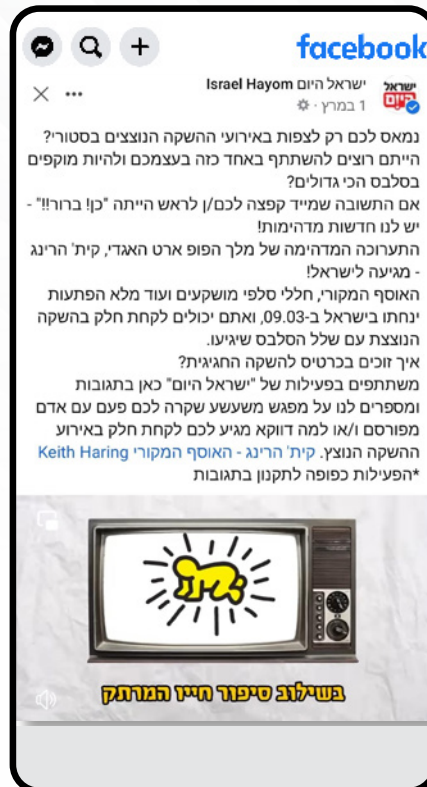 facebook
ישראל היום Israel Hayom
1 במרץ ·
ישראל היום
נמאס לכם רק לצפות באירועי ההשקה הנוצצים בסטורי?
הייתם רוצים להשתתף באחד כזה בעצמכם ולהיות מוקפים
בסלבס הכי גדולים?
אם התשובה שמייד קפצה לכם/ן לראש הייתה "כן! ברור!!" -
יש לנו חדשות מדהימות!
התערוכה המדהימה של מלך הפופ ארט האגדי, קית' הרינג
- מגיעה לישראל!
האוסף המקורי, חללי סלפי מושקעים ועוד מלא הפתעות
ינחתו בישראל ב-09.03, ואתם יכולים לקחת חלק בהשקה
הנוצצת עם שלל הסלבס שיגיעו.
איך זוכים בכרטיס להשקה החגיגית?
משתתפים בפעילות של "ישראל היום" כאן בתגובות
ומספרים לנו על מפגש משעשע שקרה לכם פעם עם אדם
מפורסם ו/או למה דווקא מגיע לכם לקחת חלק באירוע
ההשקה הנוצץ. קית' הרינג - האוסף המקורי Keith Haring
*הפעילות כפופה לתקנון בתגובות
בשילוב סיפור חייו המרתק